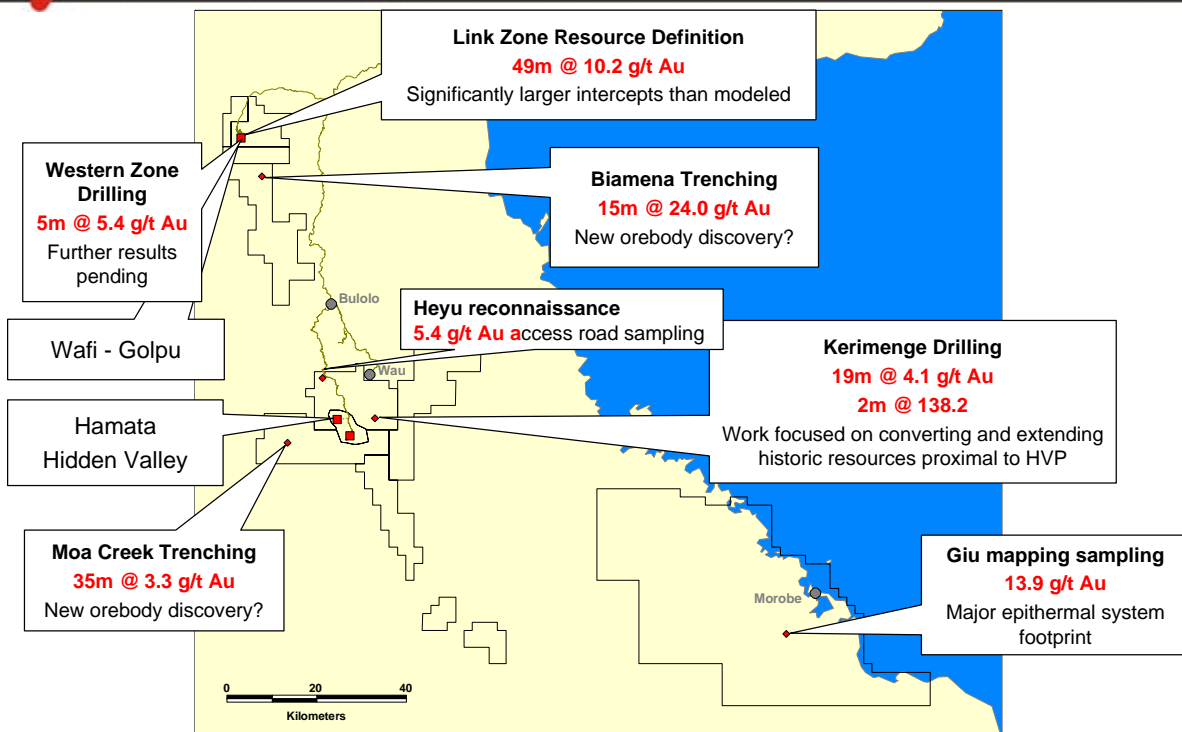 Link Zone Resource Definition
49m @ 10.2 g/t Au
Significantly larger intercepts than modeled
Western Zone
Drilling
5m @ 5.4 g/t Au
Further results
pending
Biamena Trenching
15m @ 24.0 g/t Au
New orebody discovery?
Wafi - Golpu
Bulolo
Heyu reconnaissance
5.4 g/t Au access road sampling
Wau
Kerimenge Drilling
19m @ 4.1 g/t Au
2m @ 138.2
Work focused on converting and extending
historic resources proximal to HVP
Hamata
Hidden Valley
Moa Creek Trenching
35m @ 3.3 g/t Au
New orebody discovery?
Giu mapping sampling
13.9 g/t Au
Major epithermal system
footprint
Morobe
0 20 40
Kilometers